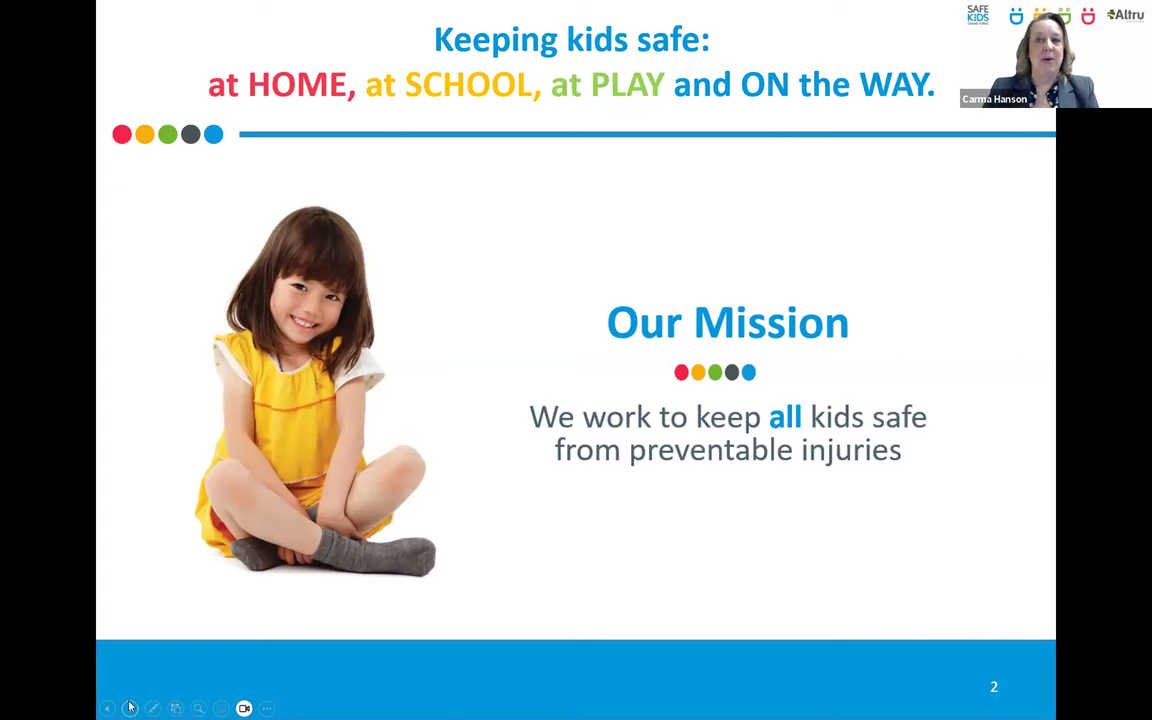 Keeping kids safe:
at HOME, at SCHOOL, at PLAY and ON the WAY.
SAFE
KIDS
Altru
Carma Hanson
Our Mission
We work to keep all kids safe
from preventable injuries
2